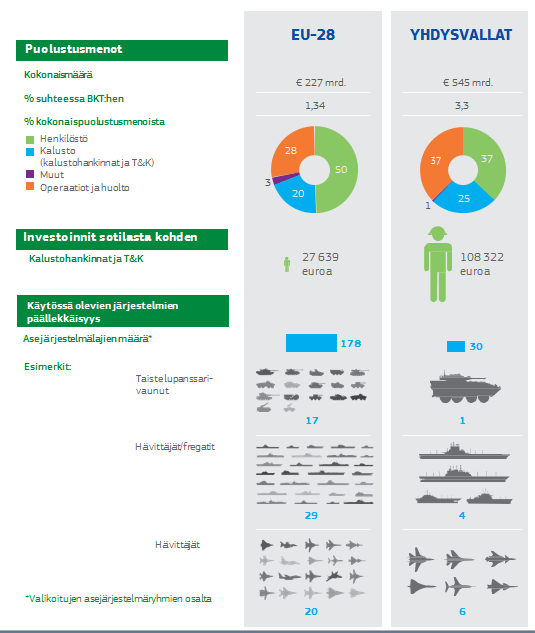 EU-28
YHDYSVALLAT
Puolustusmenot
Kokonaismäärä
€ 227 mrd.
€ 545 mrd.
% suhteessa BKT:hen
1,34
3,3
% kokonaispuolustusmenoista
Henkilöstö
Kalusto
(kalustohankinnat ja T&K)
Muut
Operaatiot ja huolto
28
50
3
20
37
37
1
25
Investoinnit sotilasta kohden
Kalustohankinnat ja T&K
27 639
euroa
108 322
euroa
Käytössä olevien järjestelmien
päällekkäisyys
Asejärjestelmälajien määrä*
178
30
Esimerkit:
Taistelupanssari-
vaunut
17
1
Hävittäjät/fregatit
29
4
Hävittäjät
20
6
*Valikoitujen asejärjestelmäryhmien osalta